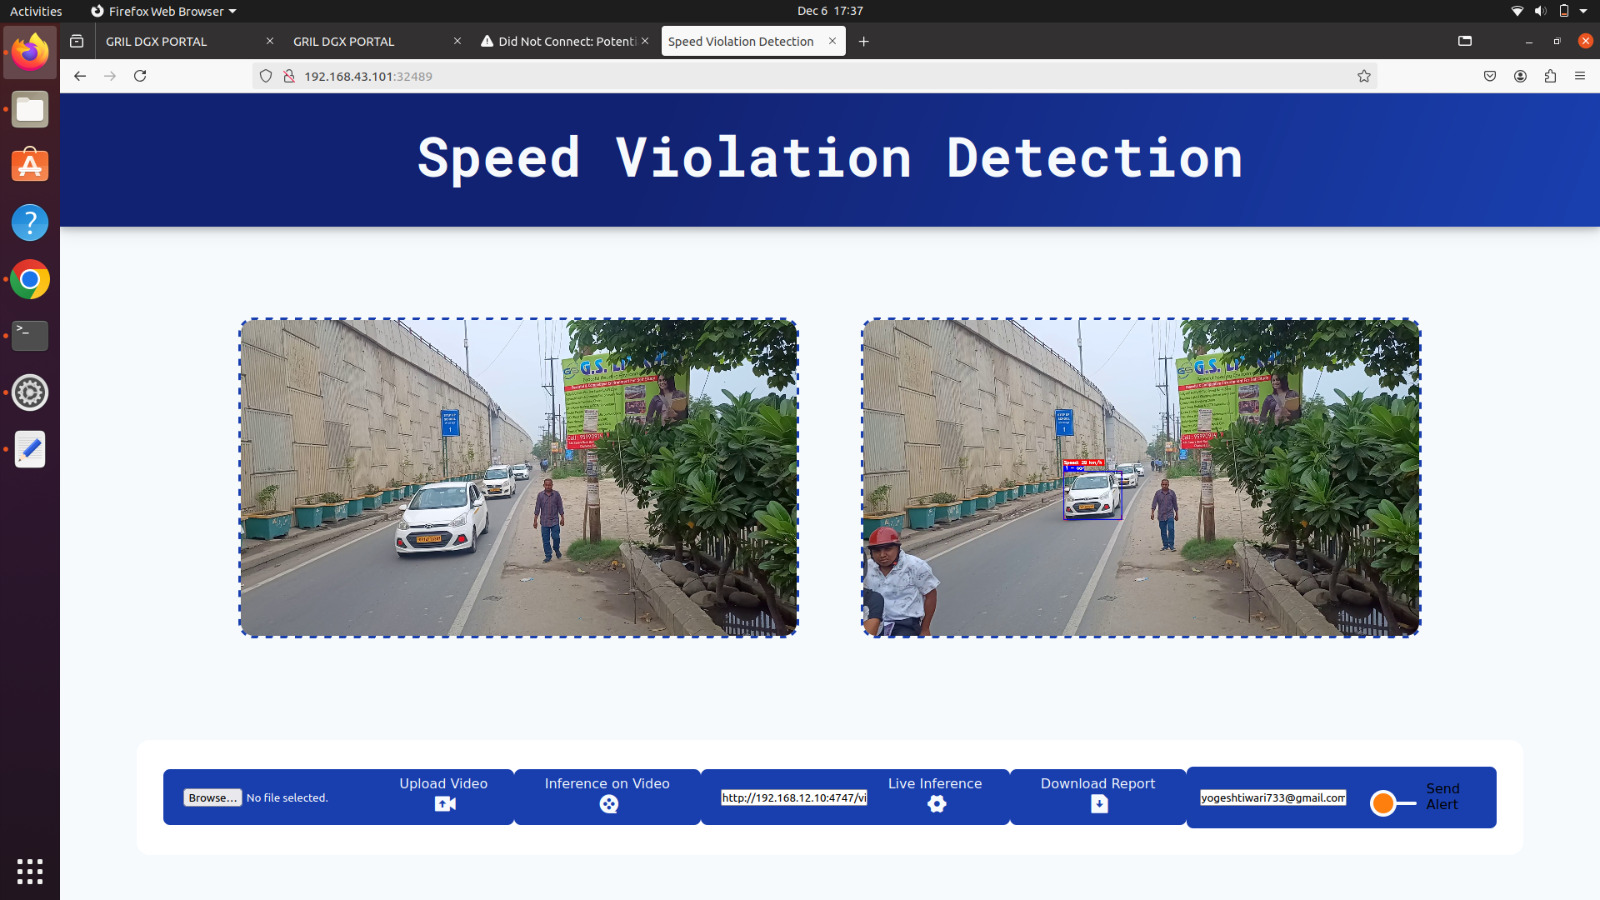 Activities
Firefox Web Browser
Dec 6 17:37
GRIL DGX PORTAL
GRIL DGX PORTAL
Did Not Connect: Potenti
Speed Violation Detection
192.168.43.101:32489
Speed Violation Detection
G.S.
G.S.
1
1
Browse...
No file selected.
Upload Video
Inference on Video
http://192.168.12.10:4747/vi
Live Inference
Download Report
yogeshtiwari733@gmail.com
Send
Alert